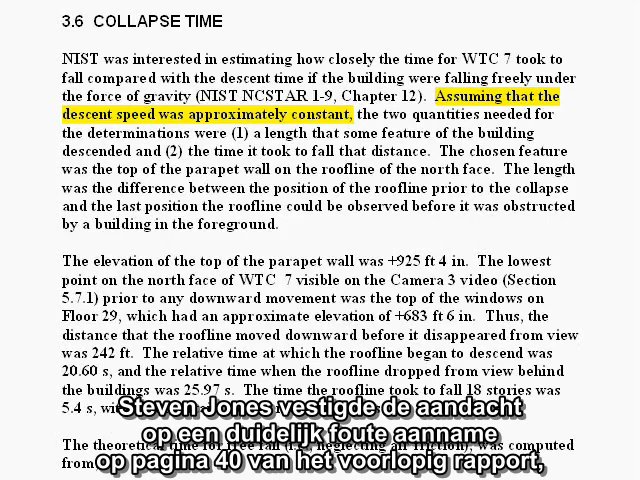 3.6 COLLAPSE TIME
NIST was interested in estimating how closely the time for WTC 7 took to
fall compared with the descent time if the building were falling freely under
the force of gravity (NIST NCSTAR 1-9, Chapter 12). Assuming that the
descent speed was approximately constant, the two quantities needed for
the determinations were (1) a length that some feature of the building
descended and (2) the time it took to fall that distance. The chosen feature
was the top of the parapet wall on the roofline of the north face. The length
was the difference between the position of the roofline prior to the collapse
and the last position the roofline could be observed before it was obstructed
by a building in the foreground.
The elevation of the top of the parapet wall was +925 ft 4 in. The lowest
point on the north face of WTC 7 visible on the Camera 3 video (Section
5.7.1) prior to any downward movement was the top of the windows on
Floor 29, which had an approximate elevation of +683 ft 6 in. Thus, the
distance that the roofline moved downward before it disappeared from view
was 242 ft. The relative time at which the roofline began to descend was
20.60 s, and the relative time when the roofline dropped from view behind
the buildings was 25.97 s. The time the roofline took to fall 18 stories was
5.4 s,
The theoretical time for free fall neglecting air friction), was computed
from
Steven Jones vestigde de aandacht
op een duidelijk foute aanname
op pagina 40 van het voorlopig rapport,